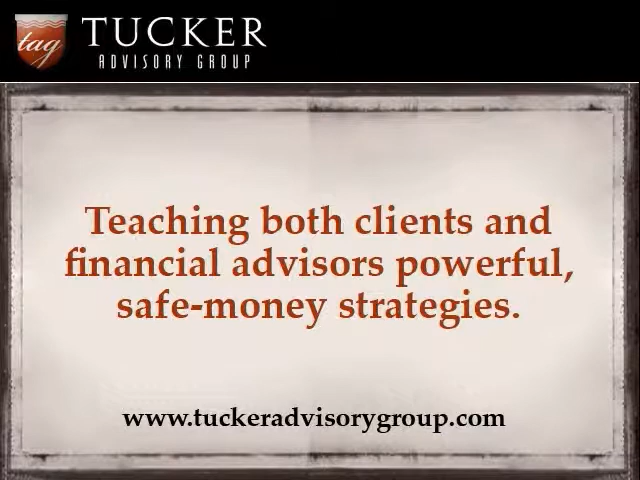 tag
TUCKER
ADVISORY GROUP
Teaching both clients and
financial advisors powerful,
safe-money strategies.
www.tuckeradvisorygroup.com